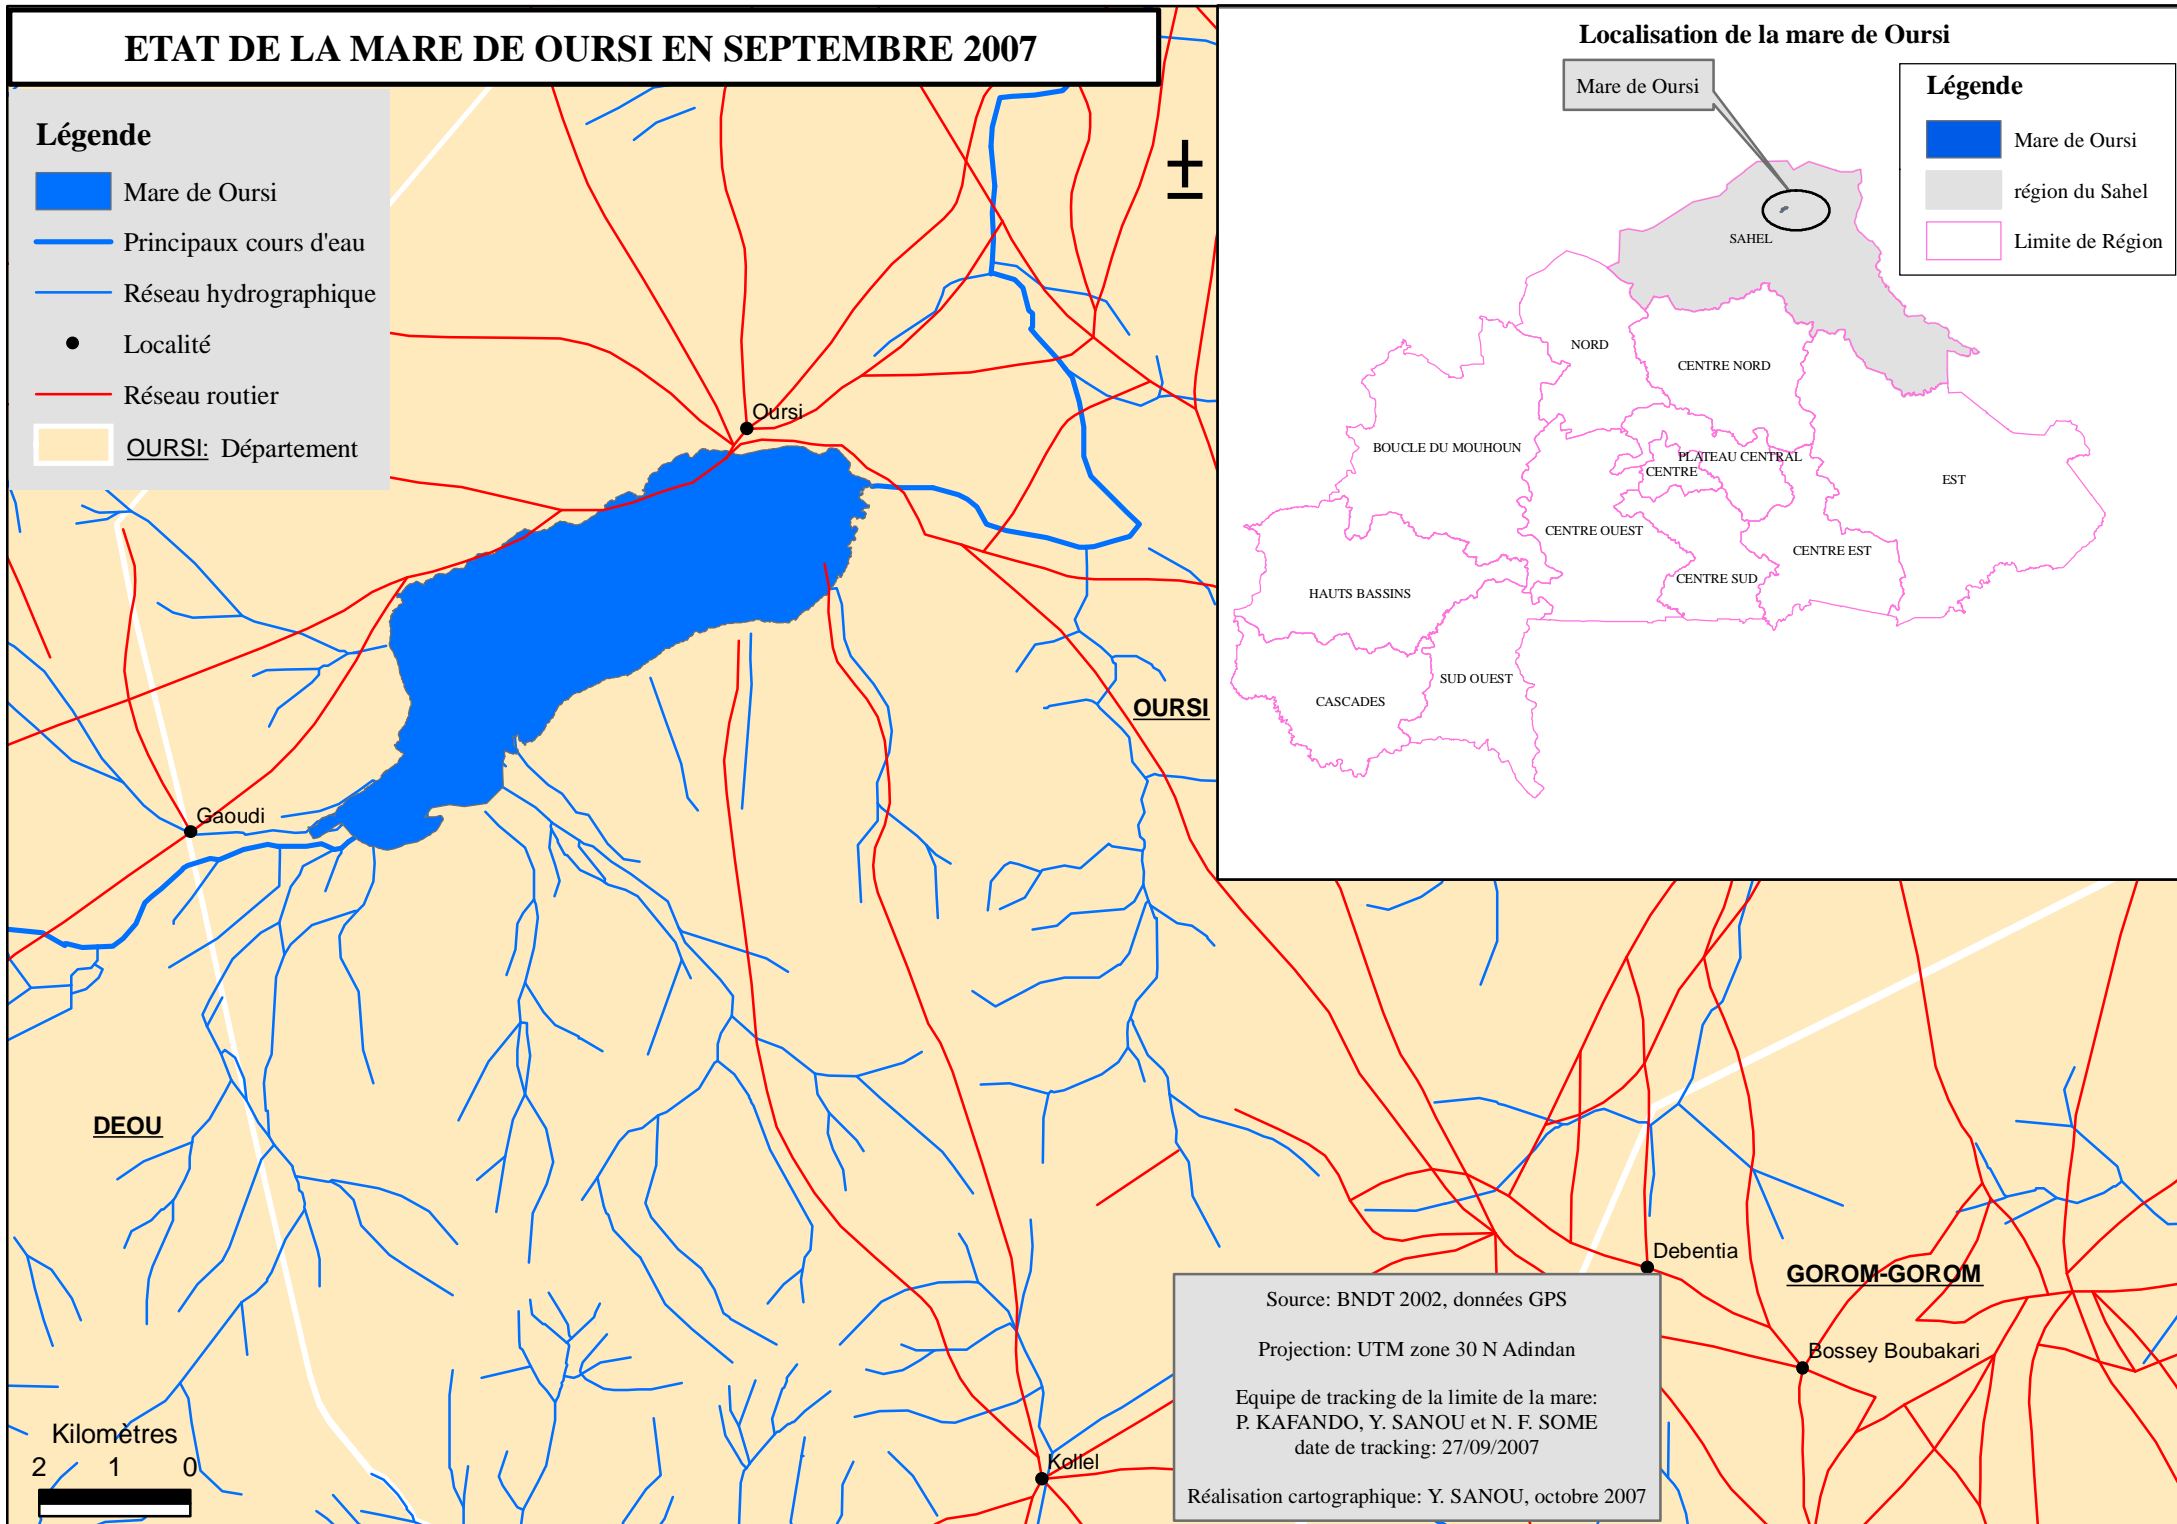 ETAT DE LA MARE DE OURSI EN SEPTEMBRE 2007
Légende
Mare de Oursi
Principaux cours d'eau
Réseau hydrographique
Localité
Réseau routier
OURSI: Département
Localisation de la mare de Oursi
Mare de Oursi
Légende
Mare de Oursi
région du Sahel
Limite de Région
SAHEL
NORD
CENTRE NORD
BOUCLE DU MOUHOUN
PLATEAU CENTRAL
CENTRE
EST
CENTRE OUEST
CENTRE EST
CENTRE SUD
HAUTS BASSINS
SUD OUEST
CASCADES
Oursi
OURSI
Gaoudi
DEOU
Debentia
GOROM-GOROM
Bossey Boubakari
Kollel
Kilomètres
2 1 0
Source: BNDT 2002, données GPS
Projection: UTM zone 30 N Adindan
Equipe de tracking de la limite de la mare:
P. KAFANDO, Y. SANOU et N. F. SOME
date de tracking: 27/09/2007
Réalisation cartographique: Y. SANOU, octobre 2007